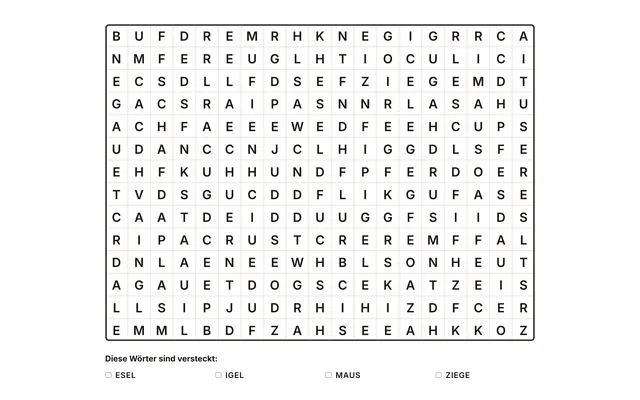 B U F D R E M R H K N E G I G R R C A
N M F E R E U G L H T I O C U L I C I
E C S D L L F D S E F Z I E G E M D T
G A C S R A I P A S N N R L A S A H U
A C H F A E E E W E D F E E H C U P S
U D A N C C N J C L H I G G D L S F E
E H F K U H H U N D F P F E R D O E R
T V D S G U C D D F L I K G U F A S E
C A A T D E I D D U U G G F S I I D S
R I P A C R U S T C R E R E M F F A L
D N L A E N E E W H B L S O N H E U T
A G A U E T D O G S C E K A T Z E I S
L L S I P J U D R H I H I Z D F C E R
E M M L B D F Z A H S E E A H K K O Z
Diese Wörter sind versteckt:
ESEL IGEL MAUS ZIEGE